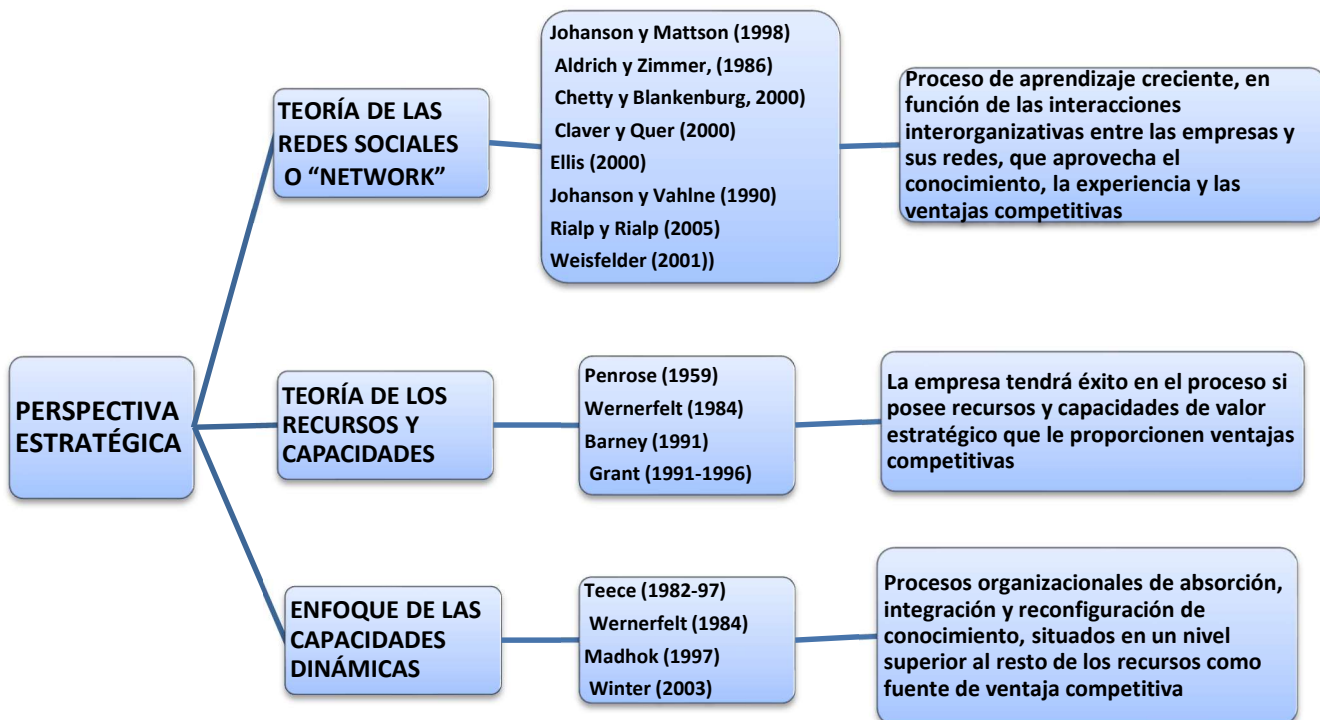 PERSPECTIVA
ESTRATÉGICA
TEORÍA DE LAS
REDES SOCIALES
O “NETWORK”
Johanson y Mattson (1998)
Aldrich y Zimmer, (1986)
Chetty y Blankenburg, 2000)
Claver y Quer (2000)
Ellis (2000)
Johanson y Vahlne (1990)
Rialp y Rialp (2005)
Weisfelder (2001))
Proceso de aprendizaje creciente, en
función de las interacciones
interorganizativas entre las empresas y
sus redes, que aprovecha el
conocimiento, la experiencia y las
ventajas competitivas
TEORÍA DE LOS
RECURSOS Y
CAPACIDADES
Penrose (1959)
Wernerfelt (1984)
Barney (1991)
Grant (1991-1996)
La empresa tendrá éxito en el proceso si
posee recursos y capacidades de valor
estratégico que le proporcionen ventajas
competitivas
ENFOQUE DE LAS
CAPACIDADES
DINÁMICAS
Teece (1982-97)
Wernerfelt (1984)
Madhok (1997)
Winter (2003)
Procesos organizacionales de absorción,
integración y reconfiguración de
conocimiento, situados en un nivel
superior al resto de los recursos como
fuente de ventaja competitiva